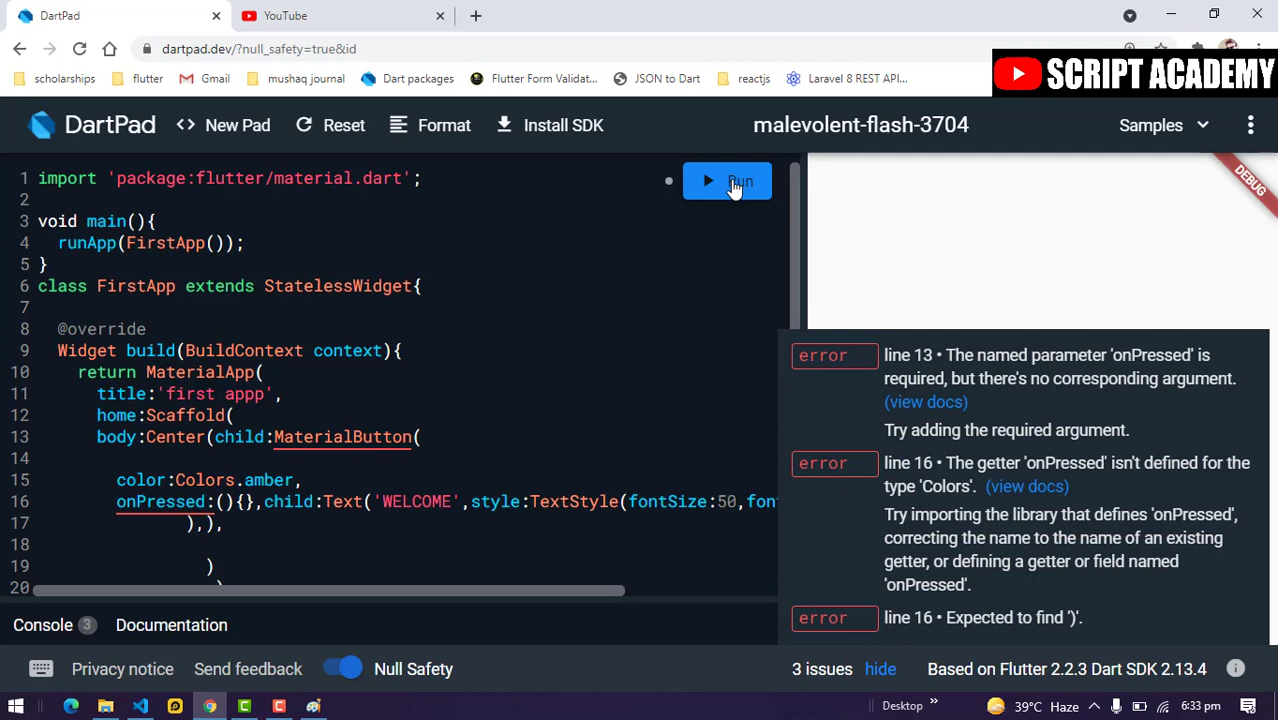 DartPad
YouTube
dartpad.dev/?null_safety=true&id
scholarships
flutter
Gmail
mushaq journal
Dart packages
Flutter Form Validat...
JSON to Dart
reactjs
Laravel 8 REST API...
SCRIPT ACADEMY
DartPad
<> New Pad
Reset
Format
Install SDK
malevolent-flash-3704
Samples
1 import 'package:flutter/material.dart';
Run
DEBUG
2
3 void main(){
4 runApp(FirstApp());
5 }
6 class FirstApp extends StatelessWidget{
7
8 @override
9 Widget build(BuildContext context){
10 return MaterialApp(
11 title:'first appp',
12 home:Scaffold(
13 body:Center(child:MaterialButton(
14
15 color:Colors.amber,
16 onPressed:(){},child:Text('WELCOME',style:TextStyle(fontSize:50,fon
17 ),),
18
19 )
20 )
error line 13 • The named parameter 'onPressed' is
required, but there's no corresponding argument.
(view docs)
Try adding the required argument.
error line 16 • The getter 'onPressed' isn't defined for the
type 'Colors'. (view docs)
Try importing the library that defines 'onPressed',
correcting the name to the name of an existing
getter, or defining a getter or field named
'onPressed'.
error line 16 • Expected to find ')'.
Console 3 Documentation
Privacy notice
Send feedback
Null Safety
3 issues hide
Based on Flutter 2.2.3 Dart SDK 2.13.4
Desktop
39°C Haze
6:33 pm